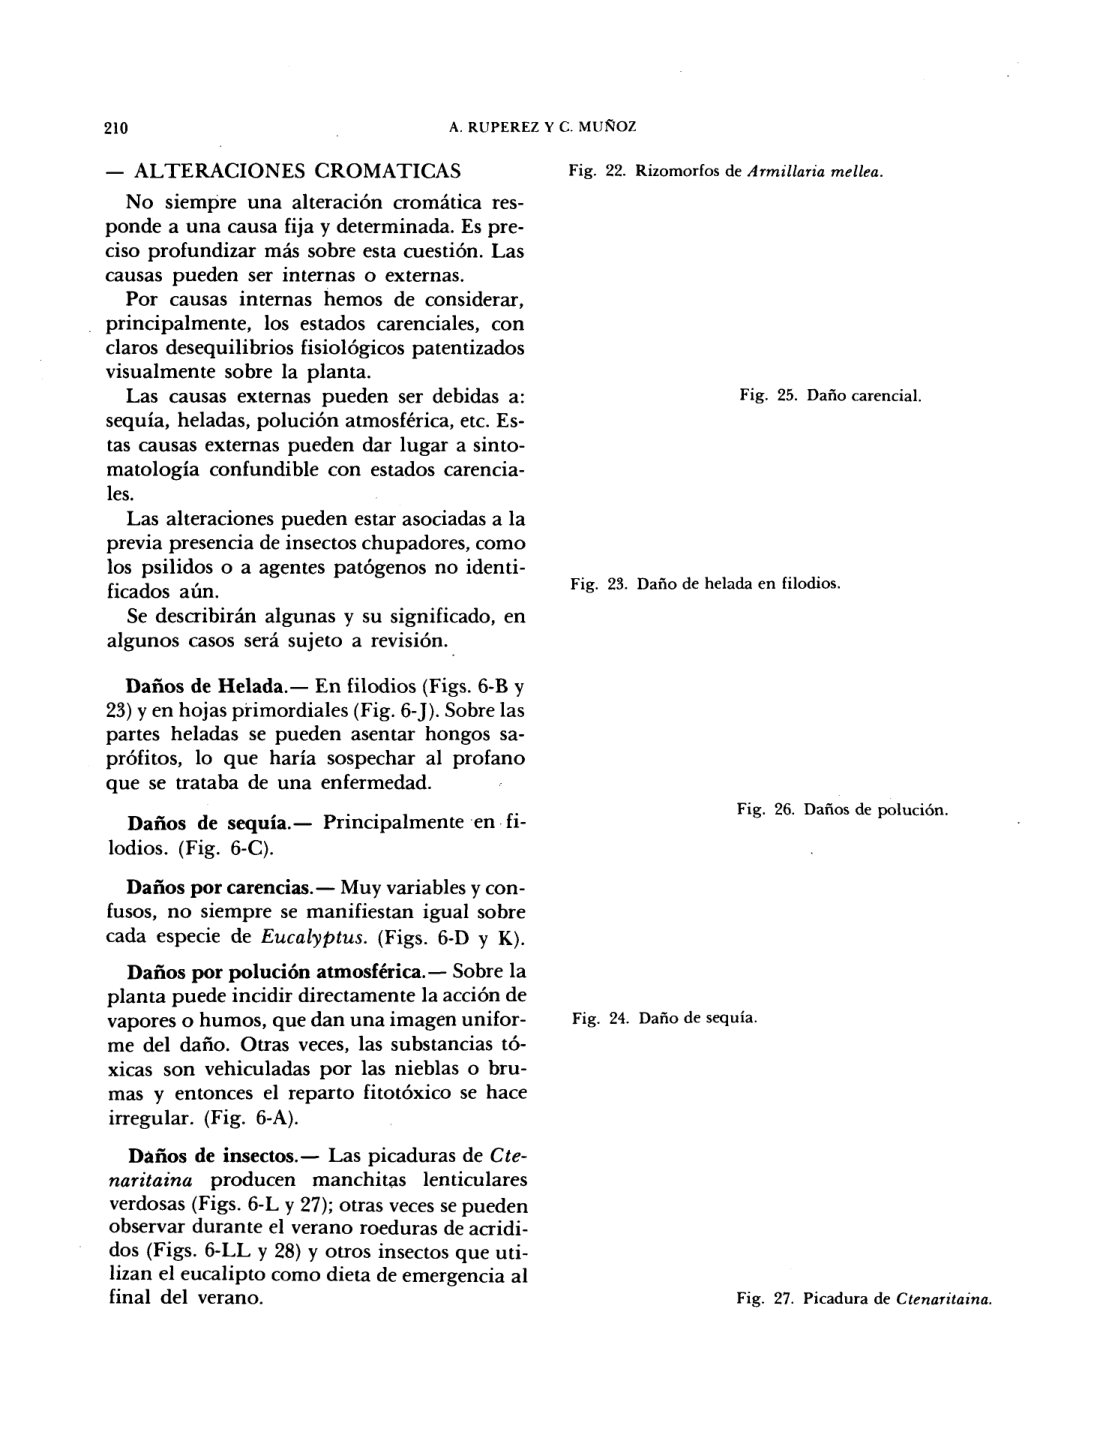 210
A. RUPEREZ Y C. MUÑOZ
— ALTERACIONES CROMATICAS
No siempre una alteración cromática res-
ponde a una causa fija y determinada. Es pre-
ciso profundizar más sobre esta cuestión. Las
causas pueden ser internas o externas.
Por causas internas hemos de considerar,
principalmente, los estados carenciales, con
claros desequilibrios fisiológicos patentizados
visualmente sobre la planta.
Las causas externas pueden ser debidas a:
sequía, heladas, polución atmosférica, etc. Es-
tas causas externas pueden dar lugar a sinto-
matología confundible con estados carencia-
les.
Las alteraciones pueden estar asociadas a la
previa presencia de insectos chupadores, como
los psilidos o a agentes patógenos no identi-
ficados aún.
Se describirán algunas y su significado, en
algunos casos será sujeto a revisión.
Daños de Helada.— En filodios (Figs. 6-B y
23) y en hojas primordiales (Fig. 6-J). Sobre las
partes heladas se pueden asentar hongos sa-
prófitos, lo que haría sospechar al profano
que se trataba de una enfermedad.
Daños de sequía.— Principalmente en fi-
lodios. (Fig. 6-C).
Daños por carencias.— Muy variables y con-
fusos, no siempre se manifiestan igual sobre
cada especie de Eucalyptus. (Figs. 6-D y K).
Daños por polución atmosférica.— Sobre la
planta puede incidir directamente la acción de
vapores o humos, que dan una imagen unifor-
me del daño. Otras veces, las substancias tó-
xicas son vehiculadas por las nieblas o bru-
mas y entonces el reparto fitotóxico se hace
irregular. (Fig. 6-A).
Daños de insectos.— Las picaduras de Cte-
naritaina producen manchitas lenticulares
verdosas (Figs. 6-L y 27); otras veces se pueden
observar durante el verano roeduras de acridi-
dos (Figs. 6-LL y 28) y otros insectos que uti-
lizan el eucalipto como dieta de emergencia al
final del verano.
Fig. 22. Rizomorfos de Armillaria mellea.
Fig. 25. Daño carencial.
Fig. 23. Daño de helada en filodios.
Fig. 26. Daños de polución.
Fig. 24. Daño de sequía.
Fig. 27. Picadura de Ctenaritaina.